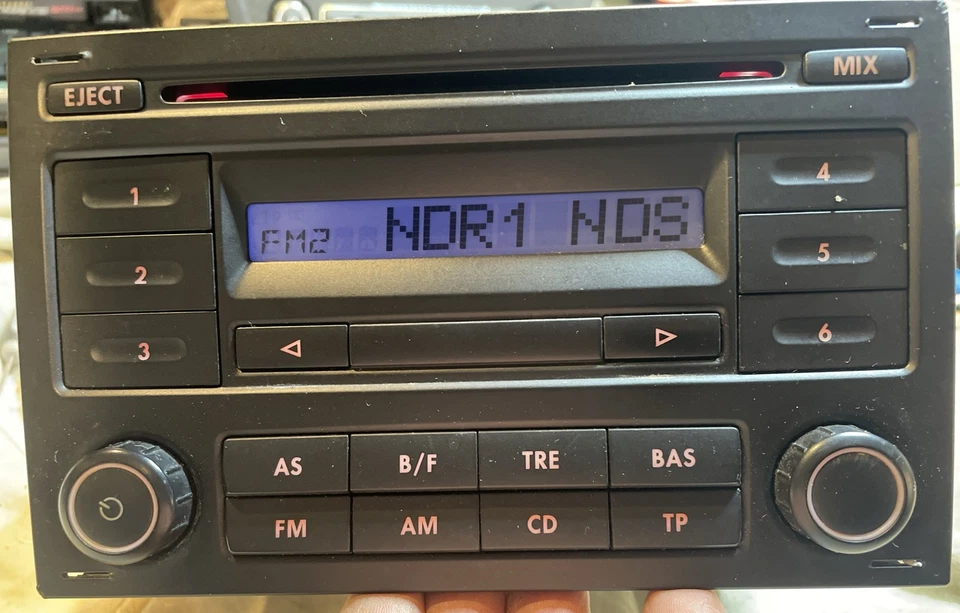 EJECT
MIX
1
2
3
FM2 NDR1 NDS
4
5
6
AS B/F TRE BAS
FM AM CD TP